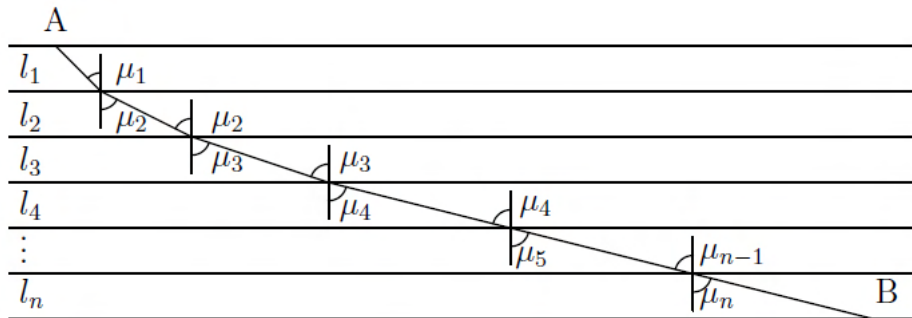 A
l₁ μ₁
μ₂
l₂ μ₂
μ₃
l₃ μ₃
μ₄
l₄ μ₄
μ₅
⋮ μₙ₋₁
lₙ μₙ B